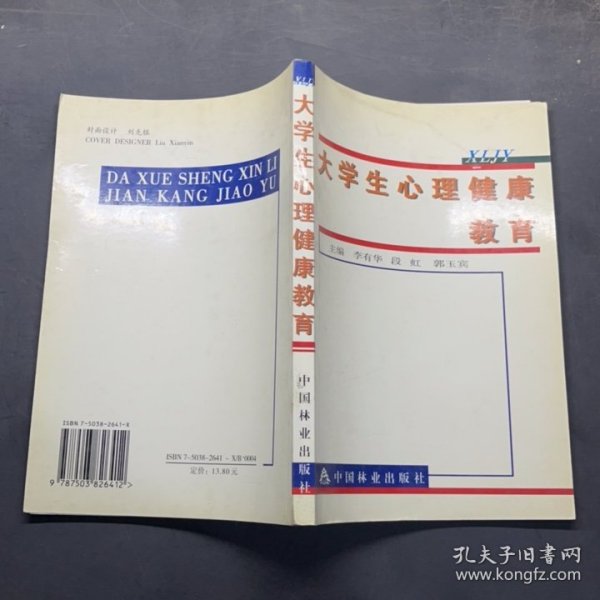 封面设计
COVER DESIGNER Liu Xianyin
DA XUE SHENG XIN LI
JIAN KANG JIAO YU
ISBN 7-5038-2641-X
9 787503 826412 >
ISBN 7-5038-2641-X/B·0004
定价：13.80元
XLJY
大学生心理健康教育
中国林业出版社
XLJY
大学生心理健康
教育
主编 李有华 段虹 郭玉宾
中国林业出版社
孔夫子旧书网
www.kongfz.com